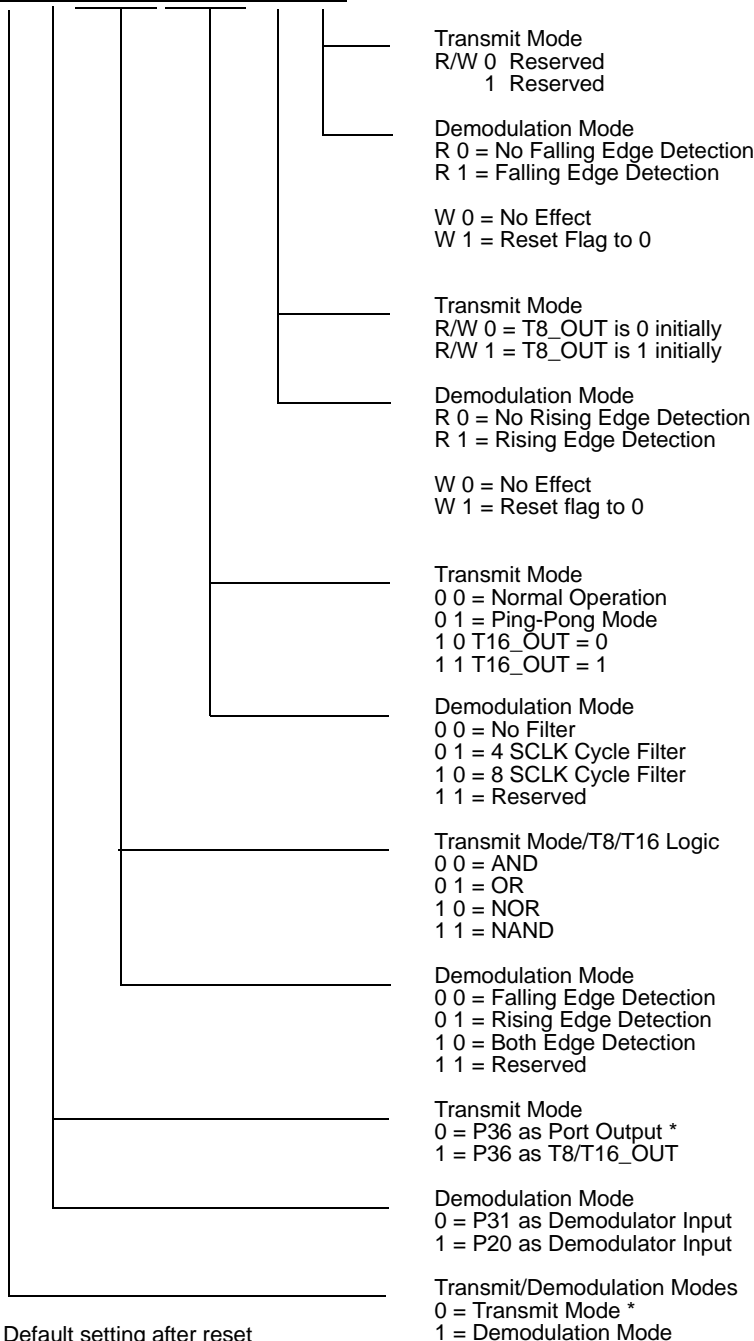 Transmit Mode
R/W 0 Reserved
1 Reserved
Demodulation Mode
R 0 = No Falling Edge Detection
R 1 = Falling Edge Detection
W 0 = No Effect
W 1 = Reset Flag to 0
Transmit Mode
R/W 0 = T8_OUT is 0 initially
R/W 1 = T8_OUT is 1 initially
Demodulation Mode
R 0 = No Rising Edge Detection
R 1 = Rising Edge Detection
W 0 = No Effect
W 1 = Reset flag to 0
Transmit Mode
0 0 = Normal Operation
0 1 = Ping-Pong Mode
1 0 T16_OUT = 0
1 1 T16_OUT = 1
Demodulation Mode
0 0 = No Filter
0 1 = 4 SCLK Cycle Filter
1 0 = 8 SCLK Cycle Filter
1 1 = Reserved
Transmit Mode/T8/T16 Logic
0 0 = AND
0 1 = OR
1 0 = NOR
1 1 = NAND
Demodulation Mode
0 0 = Falling Edge Detection
0 1 = Rising Edge Detection
1 0 = Both Edge Detection
1 1 = Reserved
Transmit Mode
0 = P36 as Port Output *
1 = P36 as T8/T16_OUT
Demodulation Mode
0 = P31 as Demodulator Input
1 = P20 as Demodulator Input
Transmit/Demodulation Modes
0 = Transmit Mode *
1 = Demodulation Mode
Default setting after reset